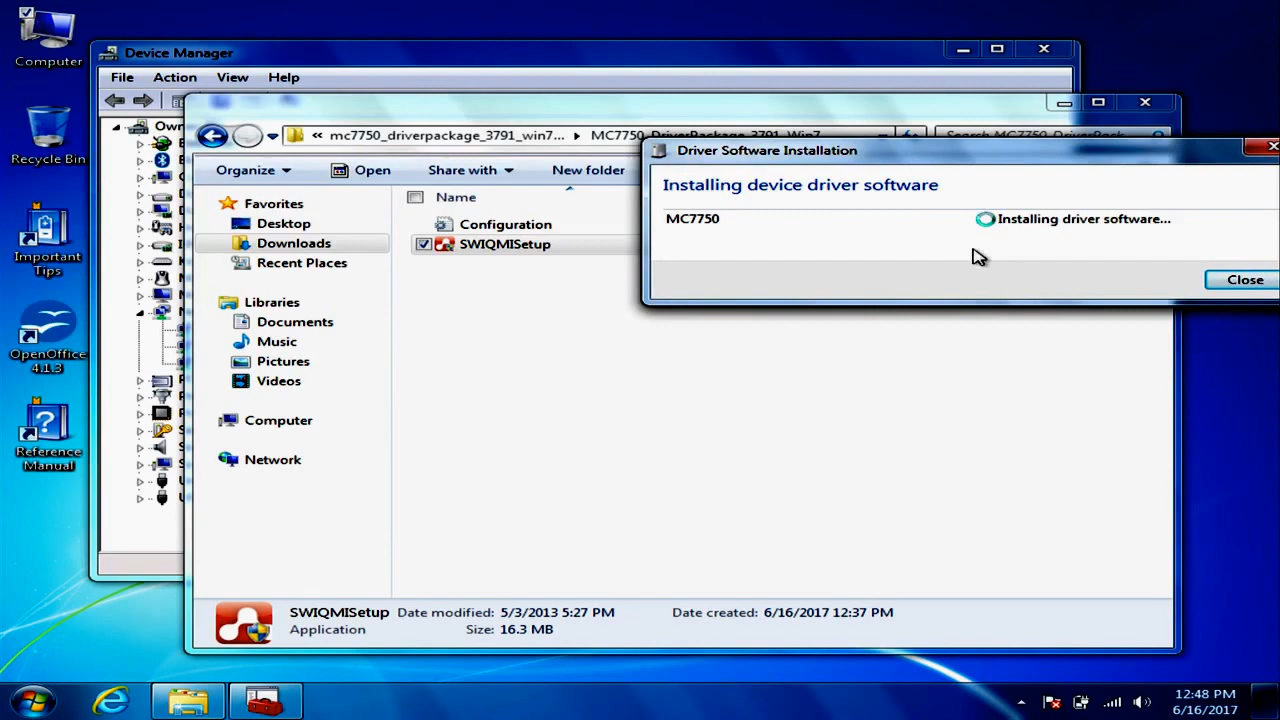 Computer
Recycle Bin
Important
Tips
OpenOffice
4.1.3
Reference
Manual
Device Manager
File Action View Help
Own
mc7750_driverpackage_3791_win7... MC7750_DriverPackage_3791_Win7
Search MC7750_DriverPack
Organize Open Share with New folder
Favorites
Desktop
Downloads
Recent Places
Libraries
Documents
Music
Pictures
Videos
Computer
Network
Name
Configuration
SWIQMISetup
Driver Software Installation
Installing device driver software
MC7750 Installing driver software...
Close
SWIQMISetup Date modified: 5/3/2013 5:27 PM Date created: 6/16/2017 12:37 PM
Application Size: 16.3 MB
12:48 PM
6/16/2017